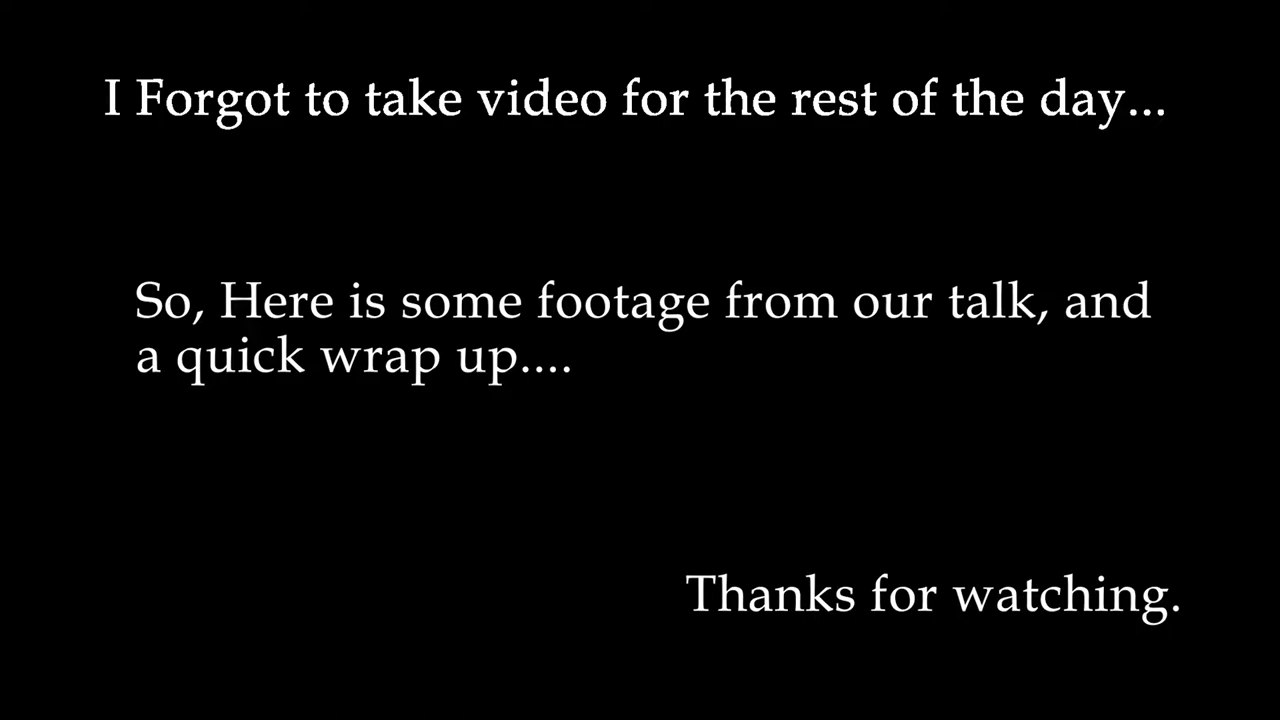 I Forgot to take video for the rest of the day...
So, Here is some footage from our talk, and
a quick wrap up....
Thanks for watching.